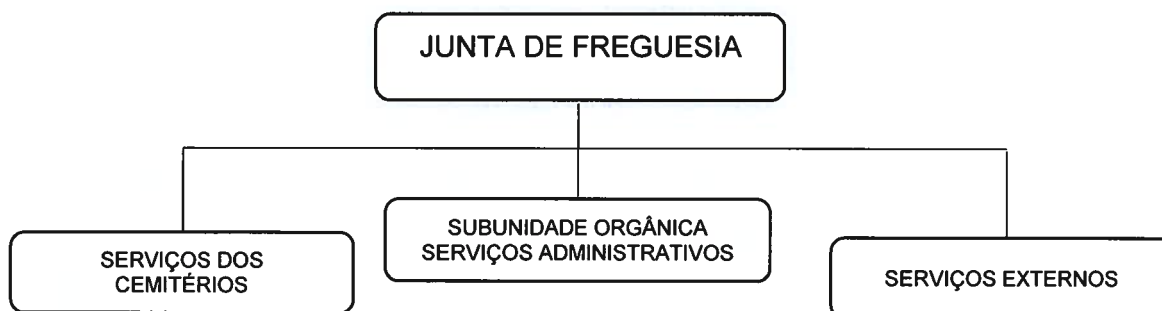 JUNTA DE FREGUESIA
SUBUNIDADE ORGÂNICA
SERVIÇOS ADMINISTRATIVOS
SERVIÇOS DOS
CEMITÉRIOS
SERVIÇOS EXTERNOS